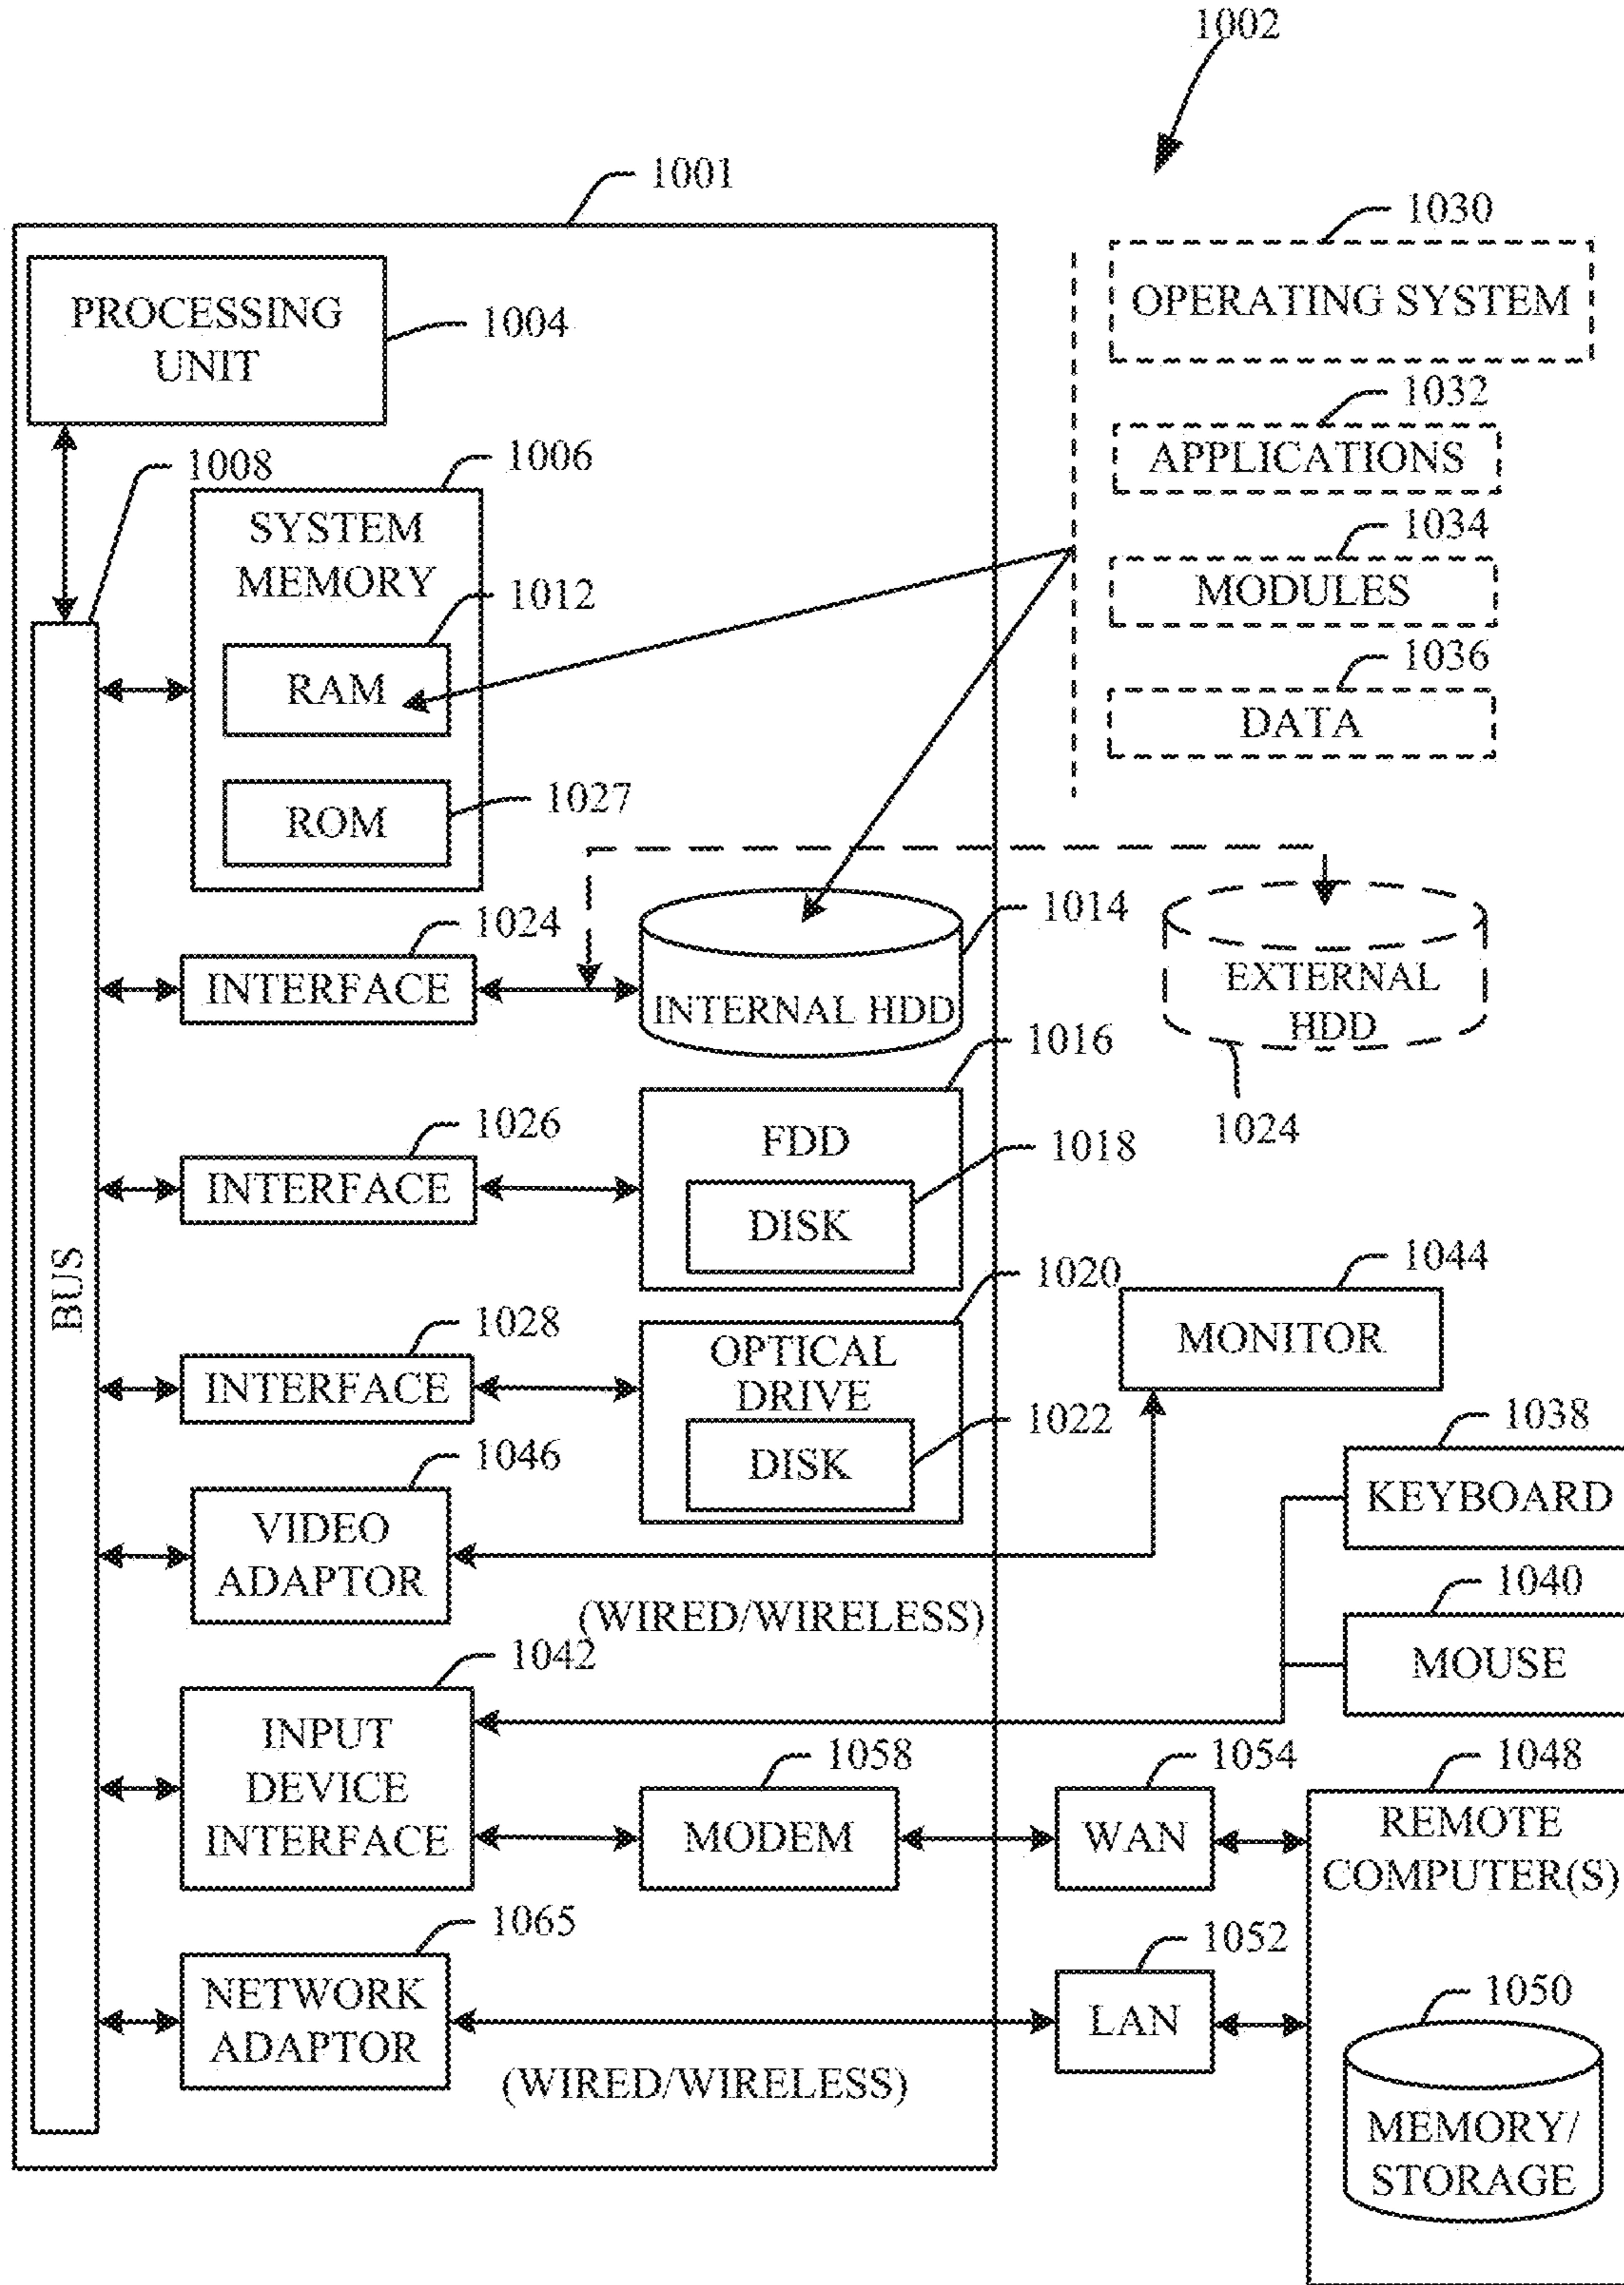 1002
1001
1030
OPERATING SYSTEM
PROCESSING
UNIT
1004
1032
APPLICATIONS
1008
1006
SYSTEM
MEMORY
1034
MODULES
1012
RAM
1036
DATA
1027
ROM
1024
INTERFACE
1014
INTERNAL HDD
EXTERNAL
HDD
1024
1016
FDD
1018
DISK
1026
INTERFACE
BUS
1020
OPTICAL
DRIVE
1022
DISK
1028
INTERFACE
1044
MONITOR
1038
KEYBOARD
1046
VIDEO
ADAPTOR
(WIRED/WIRELESS)
1040
MOUSE
1042
INPUT
DEVICE
INTERFACE
1058
MODEM
1054
WAN
1048
REMOTE
COMPUTER(S)
1065
NETWORK
ADAPTOR
(WIRED/WIRELESS)
1052
LAN
1050
MEMORY/
STORAGE